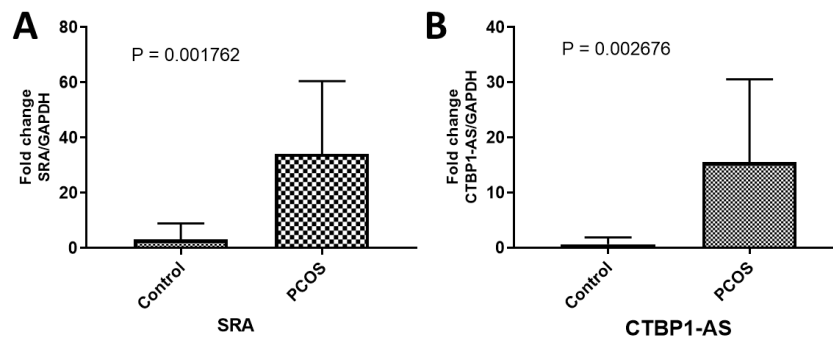 A
Fold change
SRA/GAPDH
80
60
40
20
0
P = 0.001762
Control
PCOS
SRA
B
Fold change
CTBP1-AS/GAPDH
40
30
20
10
0
P = 0.002676
Control
PCOS
CTBP1-AS